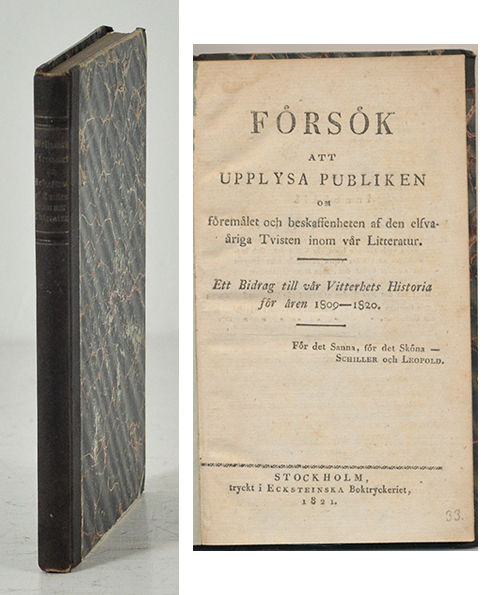 FÖRSÖK
ATT
UPPLYSA PUBLIKEN
OM
föremålet och beskaffenheten af den elfva-
åriga Tvisten inom vår Litteratur.
Ett Bidrag till vår Vitterhets Historia
för åren 1809—1820.
För det Sanna, för det Sköna —
SCHILLER och LEOPOLD.
STOCKHOLM,
tryckt i ECKSTEINSKA Boktryckeriet,
1821.
33.